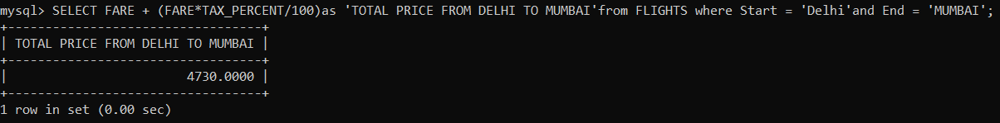 mysql> SELECT FARE + (FARE*TAX_PERCENT/100)as 'TOTAL PRICE FROM DELHI TO MUMBAI'from FLIGHTS where Start = 'Delhi'and End = 'MUMBAI';
+----------------------------------+
| TOTAL PRICE FROM DELHI TO MUMBAI |
+----------------------------------+
|                        4730.0000 |
+----------------------------------+
1 row in set (0.00 sec)